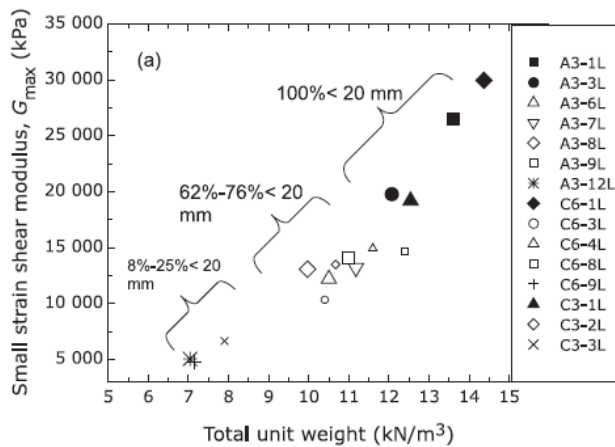 Small strain shear modulus, Gmax (kPa)
35 000
30 000
25 000
20 000
15 000
10 000
5 000
(a)
100%< 20 mm
62%-76%< 20
mm
8%-25%< 20
mm
5 6 7 8 9 10 11 12 13 14 15
Total unit weight (kN/m³)
A3-1L
A3-3L
A3-6L
A3-7L
A3-8L
A3-9L
A3-12L
C6-1L
C6-3L
C6-4L
C6-8L
C6-9L
C3-1L
C3-2L
C3-3L